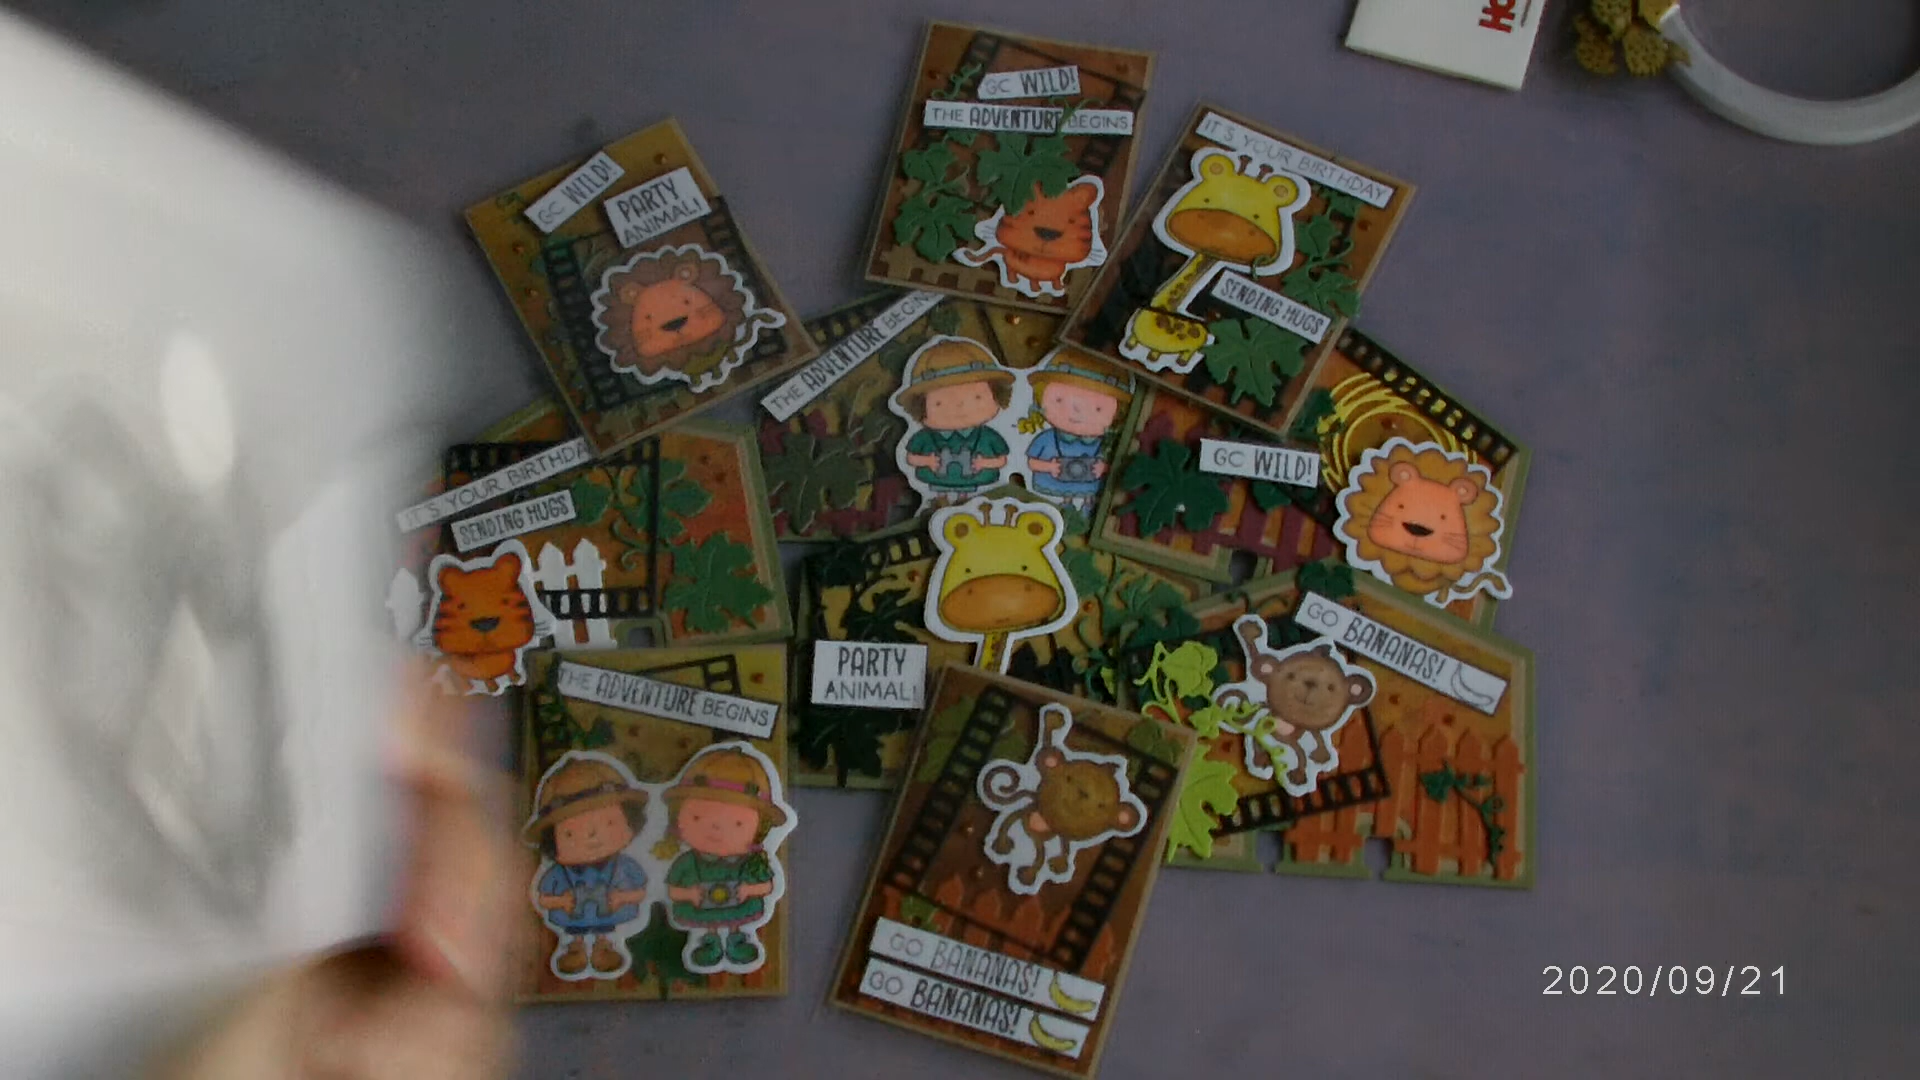 GO WILD!
THE ADVENTURE BEGINS
IT'S YOUR BIRTHDAY
GO WILD!
PARTY
ANIMAL!
SENDING HUGS
THE ADVENTURE BEGINS
GO WILD!
IT'S YOUR BIRTHDA
SENDING HUGS
GO BANANAS!
PARTY
ANIMAL!
THE ADVENTURE BEGINS
GO BANANAS!
GO BANANAS!
2020/09/21